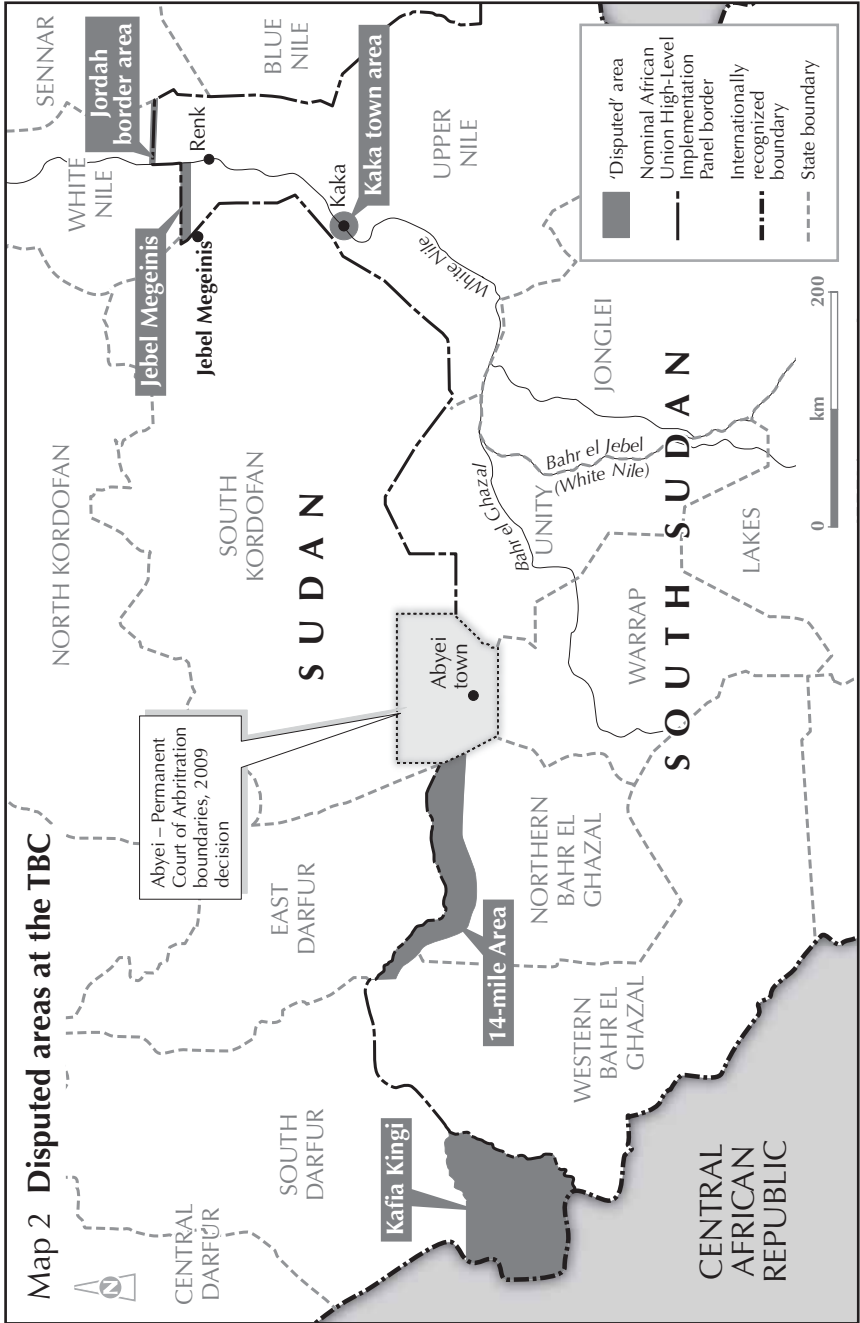 Map 2 Disputed areas at the TBC
N
CENTRAL
DARFUR
SOUTH
DARFUR
EAST
DARFUR
NORTH KORDOFAN
SOUTH
KORDOFAN
WHITE
NILE
SENNAR
BLUE
NILE
UPPER
NILE
Abyei – Permanent
Court of Arbritration
boundaries, 2009
decision
SUDAN
Jebel Megeinis
Jebel Megeinis
Jordah
border area
Renk
Kaka
Kaka town area
White Nile
Abyei
town
Kafia Kingi
14-mile Area
WESTERN
BAHR EL
GHAZAL
NORTHERN
BAHR EL
GHAZAL
Bahr el Ghazal
UNITY
Bahr el Jebel
(White Nile)
JONGLEI
WARRAP
LAKES
SOUTH SUDAN
CENTRAL
AFRICAN
REPUBLIC
0 km 200
'Disputed' area
Nominal African
Union High-Level
Implementation
Panel border
Internationally
recognized
boundary
State boundary